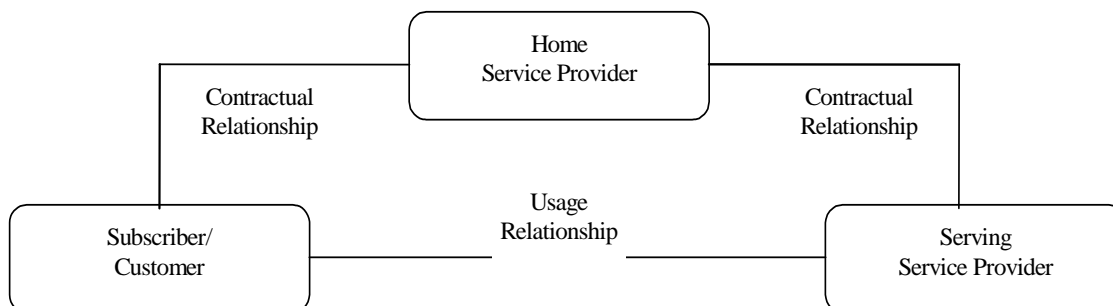 Home
Service Provider
Contractual
Relationship
Contractual
Relationship
Usage
Relationship
Subscriber/
Customer
Serving
Service Provider